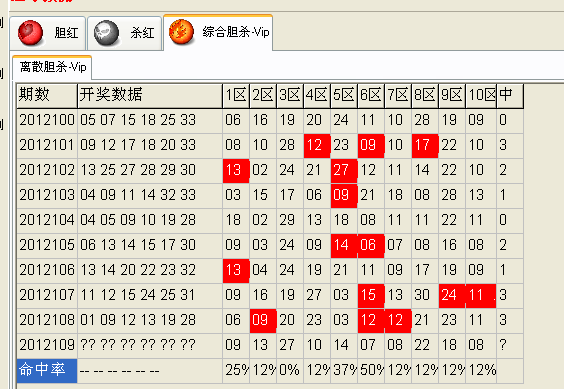 胆红 杀红 综合胆杀-Vip
离散胆杀-Vip
期数 开奖数据 1区 2区 3区 4区 5区 6区 7区 8区 9区 10区 中
2012100 05 07 15 18 25 33 06 16 19 20 24 11 10 28 19 09 0
2012101 09 12 17 18 20 33 08 10 28 12 23 09 10 17 22 10 3
2012102 13 25 27 28 29 30 13 02 24 21 27 12 11 14 22 10 2
2012103 04 09 11 14 32 33 03 15 17 06 09 21 18 08 28 13 1
2012104 04 05 09 10 19 28 18 02 29 13 18 08 11 11 22 11 0
2012105 06 13 14 15 17 30 09 03 24 09 14 06 07 08 16 08 2
2012106 13 14 20 22 23 32 13 04 24 19 21 11 09 17 19 09 1
2012107 11 12 15 24 25 31 09 16 19 27 03 15 13 30 24 11 3
2012108 01 09 12 13 19 28 06 09 20 23 03 12 12 21 23 11 3
2012109 ?? ?? ?? ?? ?? ?? 09 13 27 10 14 07 08 22 18 08 ?
命中率 -- -- -- -- -- -- 25% 12% 0% 12% 37% 50% 12% 12% 12% 12%